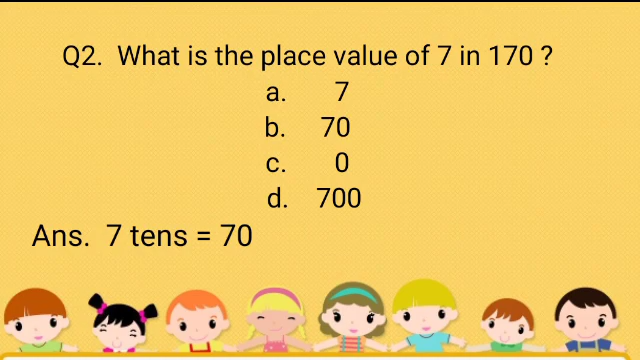 Q2. What is the place value of 7 in 170 ?
a. 7
b. 70
c. 0
d. 700
Ans. 7 tens = 70